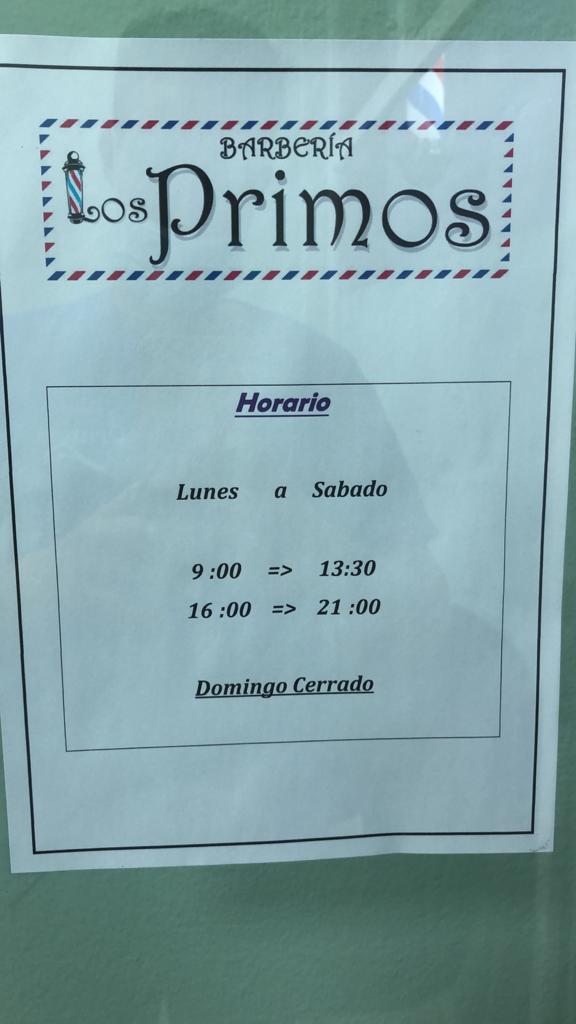 BARBERÍA
Los Primos
Horario
Lunes a Sabado
9 :00 => 13:30
16 :00 => 21 :00
Domingo Cerrado